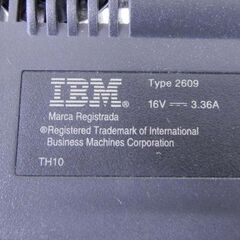 IBM®
Type 2609
16V ⎓ 3.36A
Marca Registrada
®Registered Trademark of International
Business Machines Corporation
TH10